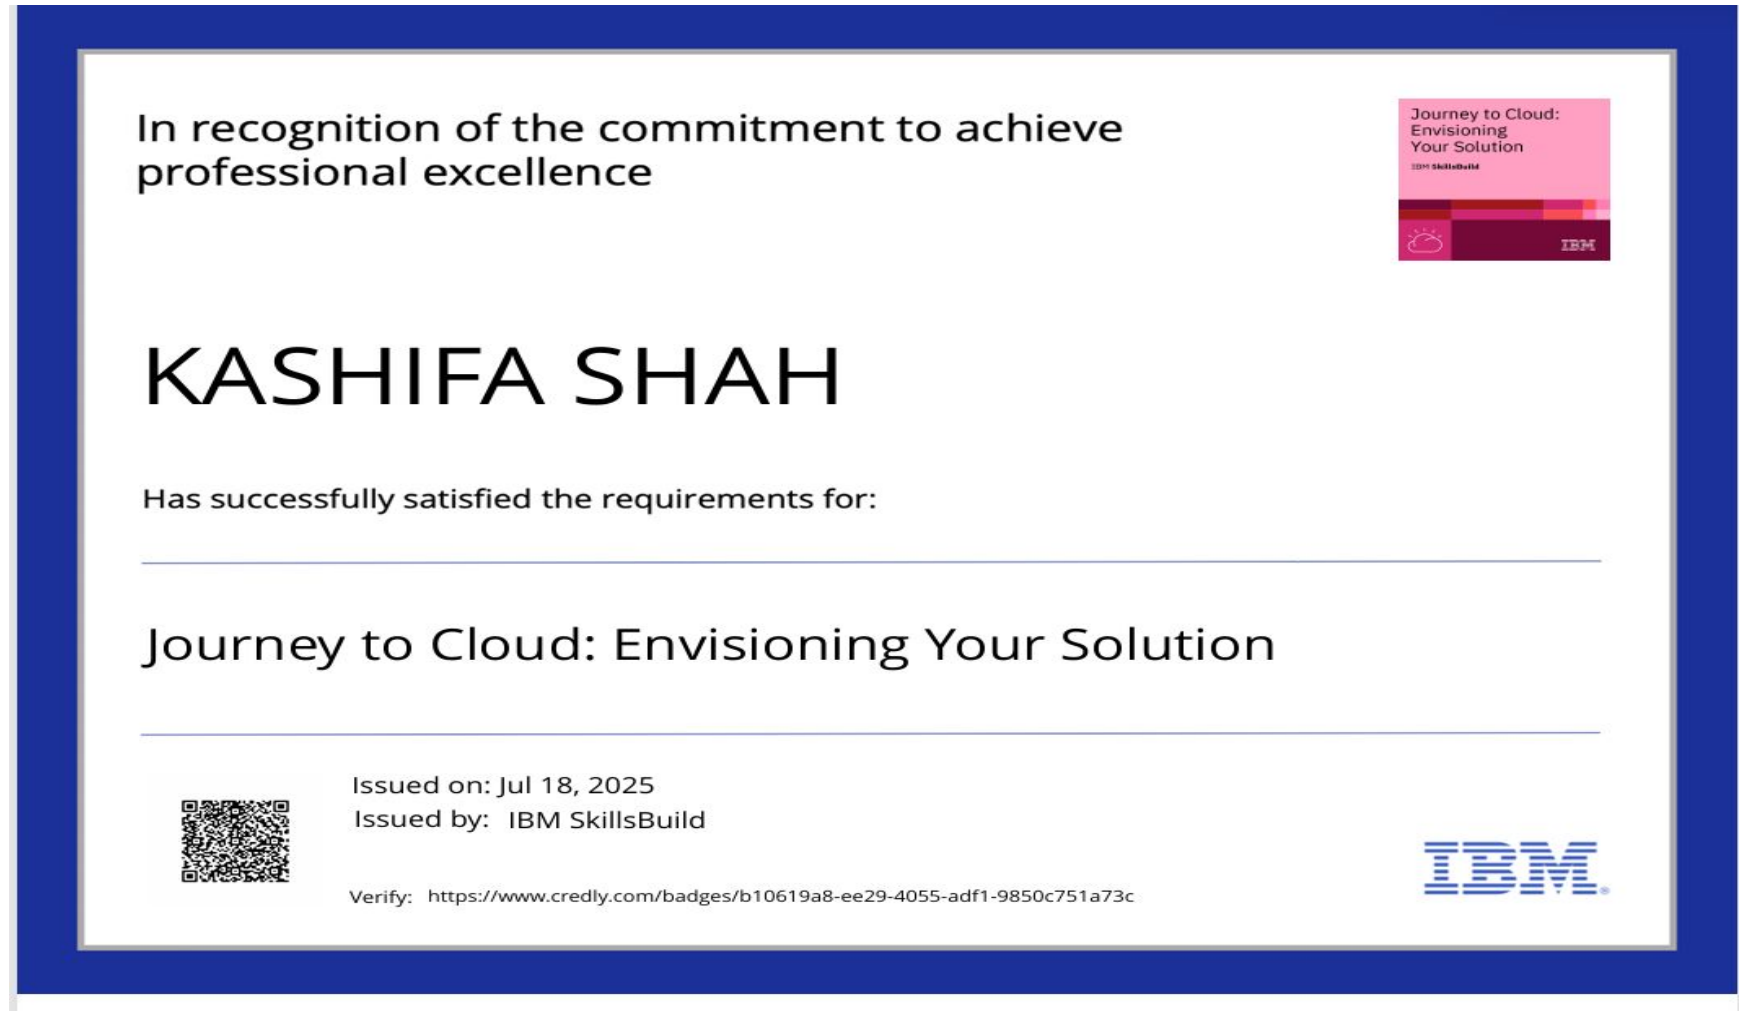 In recognition of the commitment to achieve
professional excellence
Journey to Cloud:
Envisioning
Your Solution
IBM SkillsBuild
IBM
KASHIFA SHAH
Has successfully satisfied the requirements for:
Journey to Cloud: Envisioning Your Solution
Issued on: Jul 18, 2025
Issued by: IBM SkillsBuild
Verify: https://www.credly.com/badges/b10619a8-ee29-4055-adf1-9850c751a73c
IBM